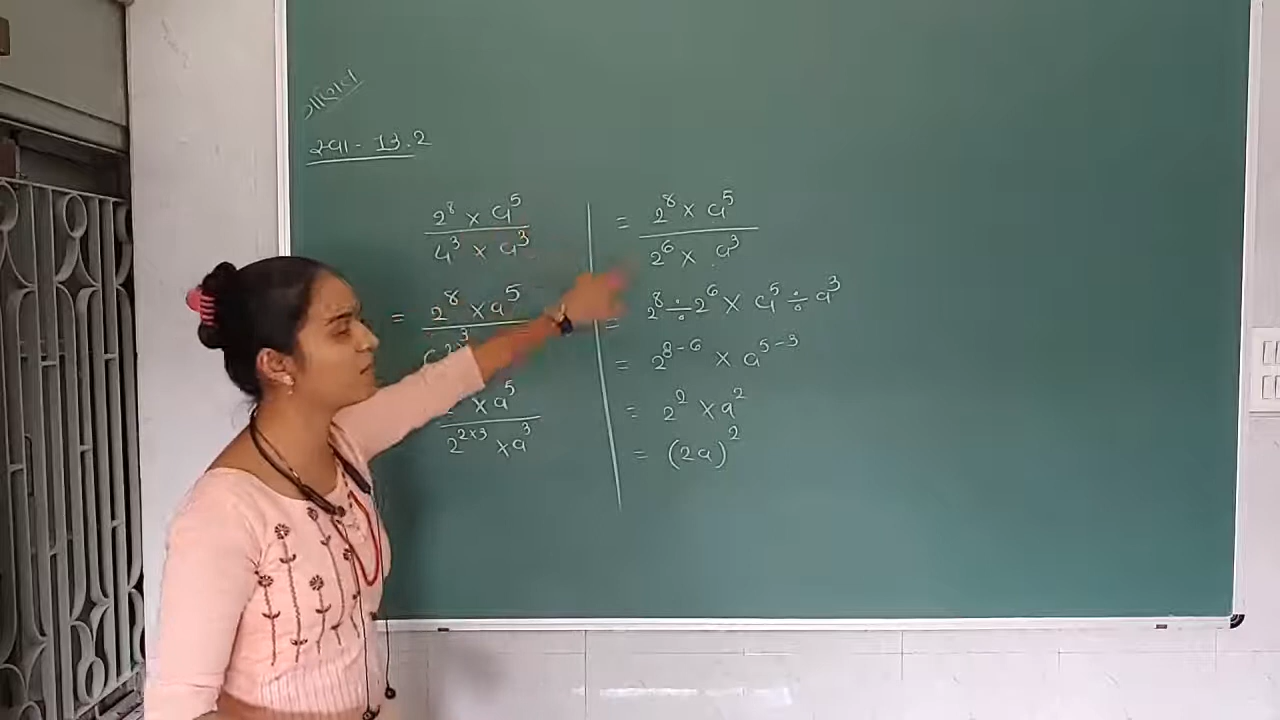 गणित
स्वा - 13.2
2⁸ × a⁵
4³ × a³
= 2⁸ × a⁵
× a⁵
2²ˣ³ × a³
= 2⁸ × a⁵
2⁶ × a³
= 2⁸ ÷ 2⁶ × a⁵ ÷ a³
= 2⁸⁻⁶ × a⁵⁻³
= 2² × a²
= (2a)²